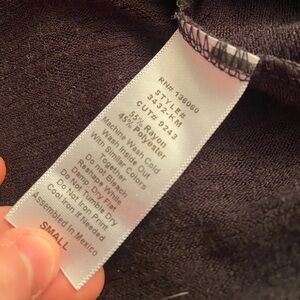 RN# 136060
STYLE#
3432-KM
CUT# 9243
55% Rayon
45% Polyester
Machine Wash Cold
Wash Inside Out
With Similar Colors
Together
Do not Bleach
Reshape While
Damp, Dry Flat
Do Not Tumble Dry
Do Not Iron Print
Cool Iron if Needed
Assembled in Mexico
SMALL